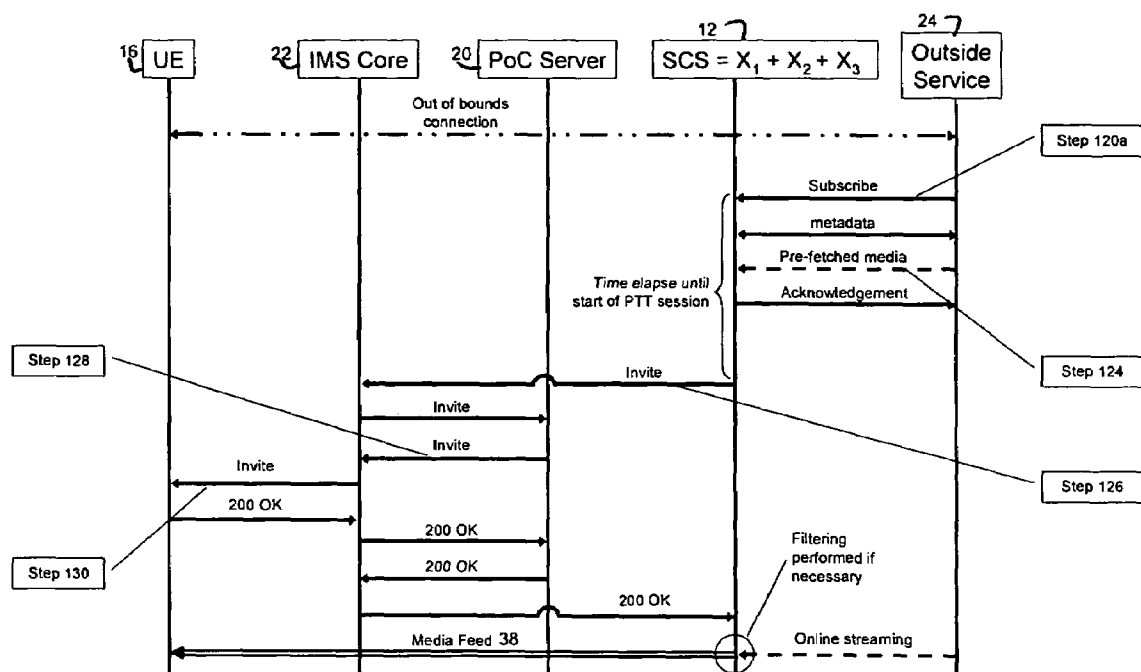 16
UE
22
IMS Core
20
PoC Server
12
SCS = X1 + X2 + X3
24
Outside
Service
Out of bounds
connection
Step 120a
Subscribe
metadata
Pre-fetched media
Time elapse until
start of PTT session
Acknowledgement
Step 128
Step 124
Invite
Invite
Invite
Invite
Step 126
200 OK
200 OK
Filtering
performed if
necessary
Step 130
200 OK
200 OK
Media Feed 38
Online streaming